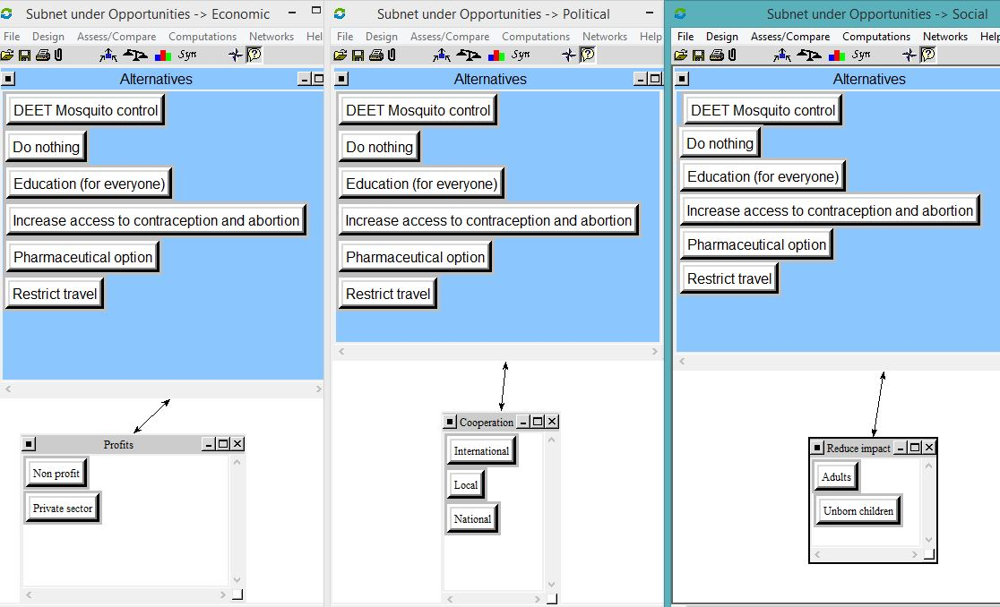 Subnet under Opportunities -> Economic
File Design Assess/Compare Computations Networks Hel
Syn
Alternatives
DEET Mosquito control
Do nothing
Education (for everyone)
Increase access to contraception and abortion
Pharmaceutical option
Restrict travel
Profits
Non profit
Private sector
Subnet under Opportunities -> Political
File Design Assess/Compare Computations Networks Help
Syn
Alternatives
DEET Mosquito control
Do nothing
Education (for everyone)
Increase access to contraception and abortion
Pharmaceutical option
Restrict travel
Cooperation
International
Local
National
Subnet under Opportunities -> Social
File Design Assess/Compare Computations Networks Help
Syn
Alternatives
DEET Mosquito control
Do nothing
Education (for everyone)
Increase access to contraception and abortion
Pharmaceutical option
Restrict travel
Reduce impact
Adults
Unborn children